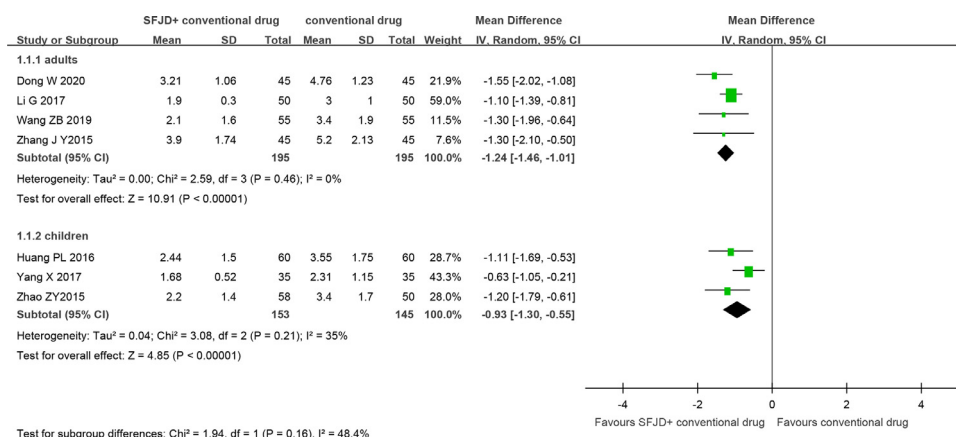 SFJD+ conventional drug conventional drug Mean Difference Mean Difference
Study or Subgroup Mean SD Total Mean SD Total Weight IV, Random, 95% CI IV, Random, 95% CI
1.1.1 adults
Dong W 2020 3.21 1.06 45 4.76 1.23 45 21.9% -1.55 [-2.02, -1.08]
Li G 2017 1.9 0.3 50 3 1 50 59.0% -1.10 [-1.39, -0.81]
Wang ZB 2019 2.1 1.6 55 3.4 1.9 55 11.5% -1.30 [-1.96, -0.64]
Zhang J Y2015 3.9 1.74 45 5.2 2.13 45 7.6% -1.30 [-2.10, -0.50]
Subtotal (95% CI) 195 195 100.0% -1.24 [-1.46, -1.01]
Heterogeneity: Tau² = 0.00; Chi² = 2.59, df = 3 (P = 0.46); I² = 0%
Test for overall effect: Z = 10.91 (P < 0.00001)
1.1.2 children
Huang PL 2016 2.44 1.5 60 3.55 1.75 60 28.7% -1.11 [-1.69, -0.53]
Yang X 2017 1.68 0.52 35 2.31 1.15 35 43.3% -0.63 [-1.05, -0.21]
Zhao ZY2015 2.2 1.4 58 3.4 1.7 50 28.0% -1.20 [-1.79, -0.61]
Subtotal (95% CI) 153 145 100.0% -0.93 [-1.30, -0.55]
Heterogeneity: Tau² = 0.04; Chi² = 3.08, df = 2 (P = 0.21); I² = 35%
Test for overall effect: Z = 4.85 (P < 0.00001)
-4 -2 0 2 4
Favours SFJD+ conventional drug Favours conventional drug
Test for subgroup differences: Chi² = 1.94, df = 1 (P = 0.16), I² = 48.4%